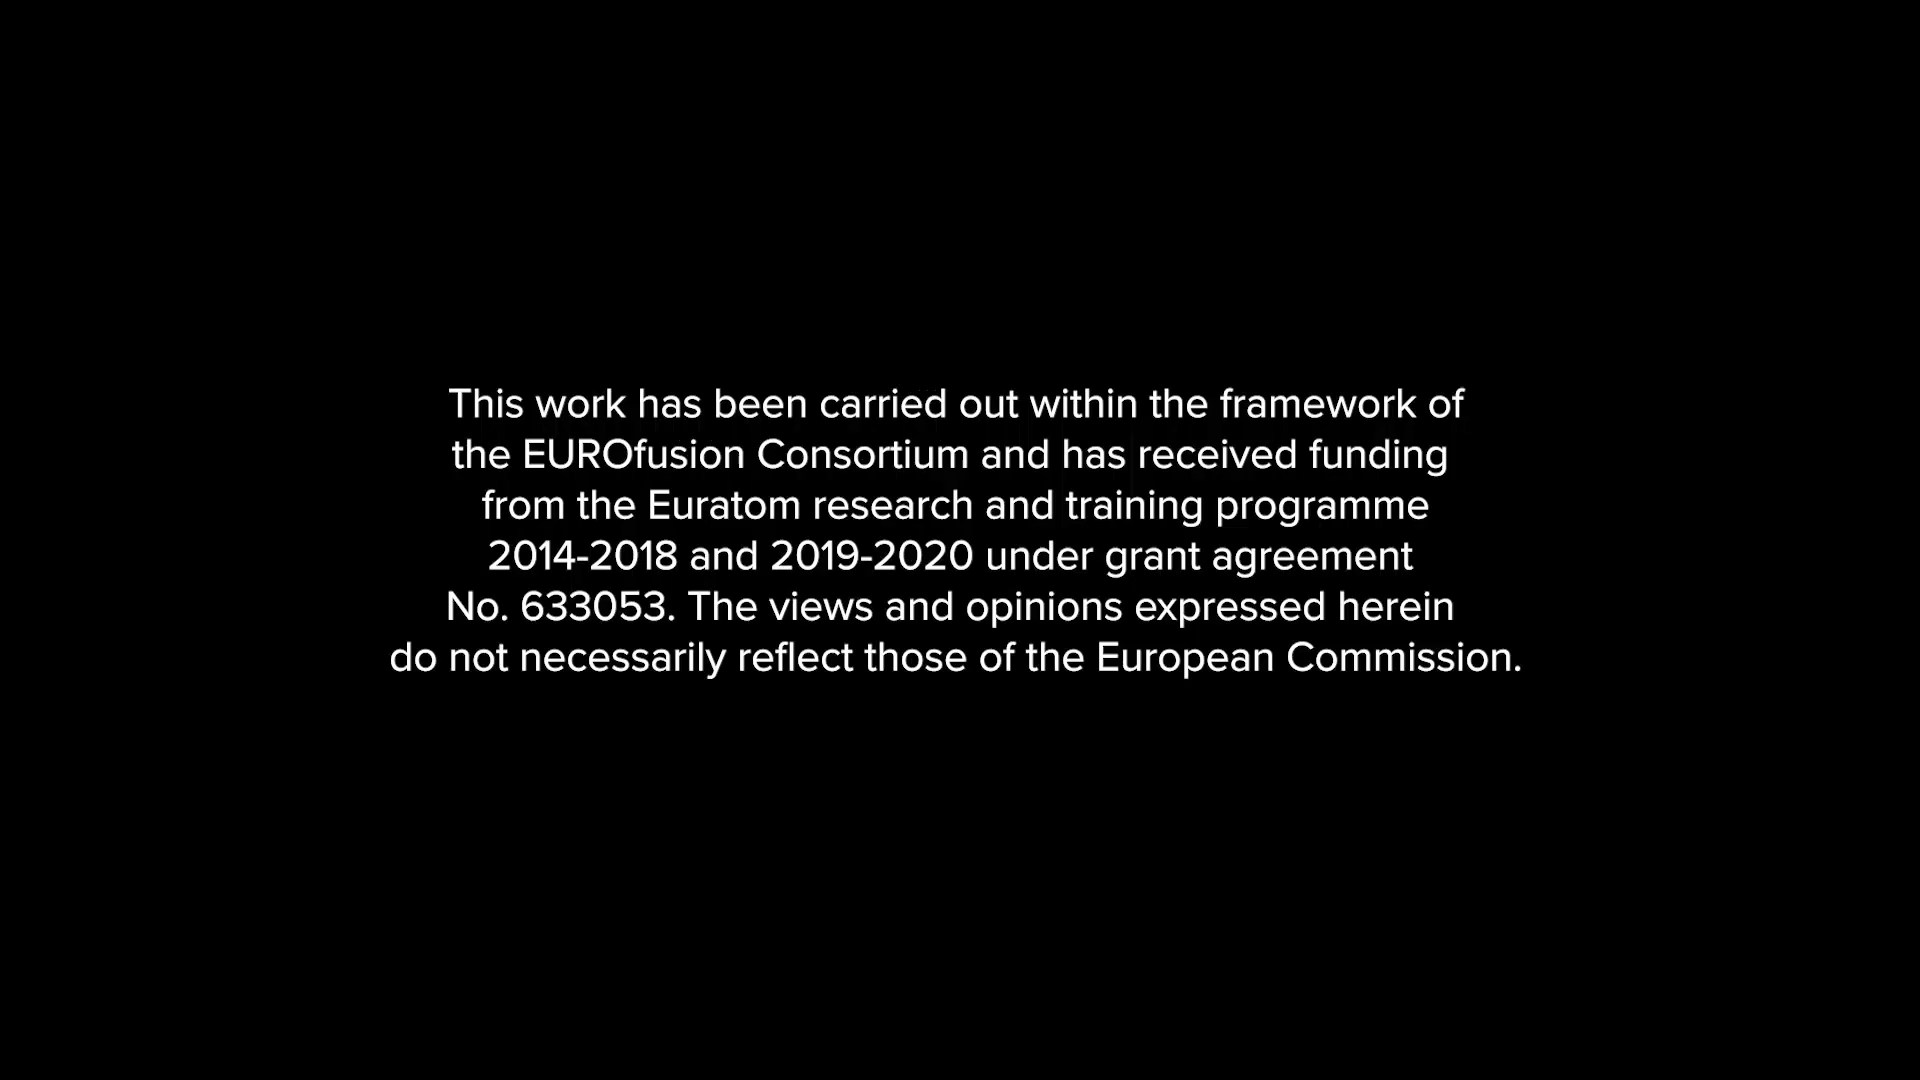 This work has been carried out within the framework of
the EUROfusion Consortium and has received funding
from the Euratom research and training programme
2014-2018 and 2019-2020 under grant agreement
No. 633053. The views and opinions expressed herein
do not necessarily reflect those of the European Commission.